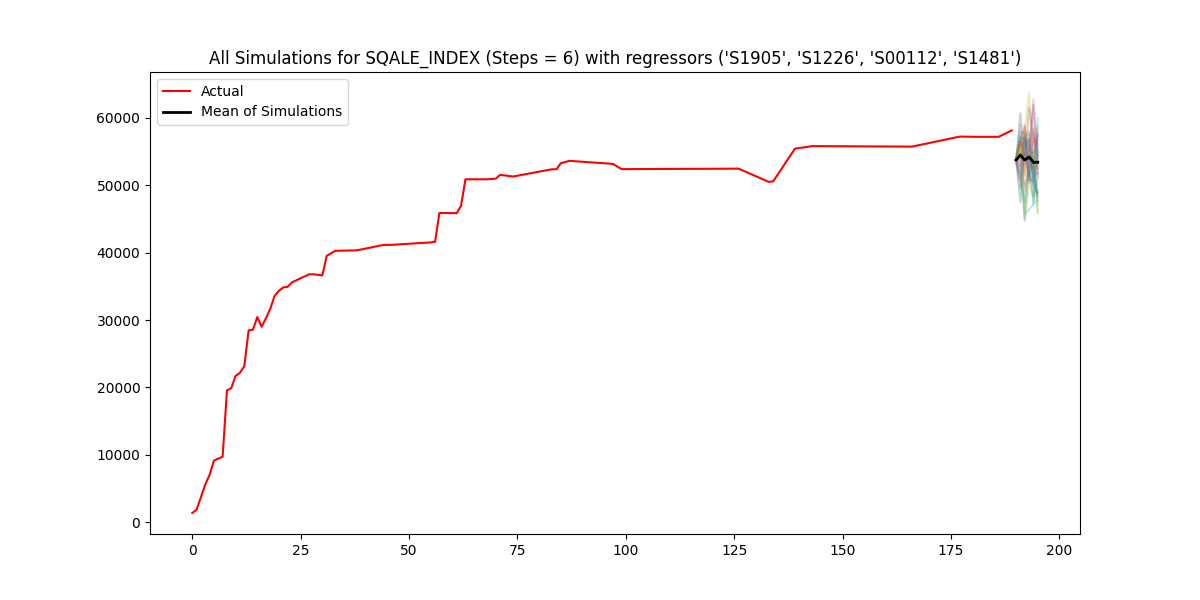 All Simulations for SQALE_INDEX (Steps = 6) with regressors ('S1905', 'S1226', 'S00112', 'S1481')
Actual
Mean of Simulations
60000
50000
40000
30000
20000
10000
0
0 25 50 75 100 125 150 175 200